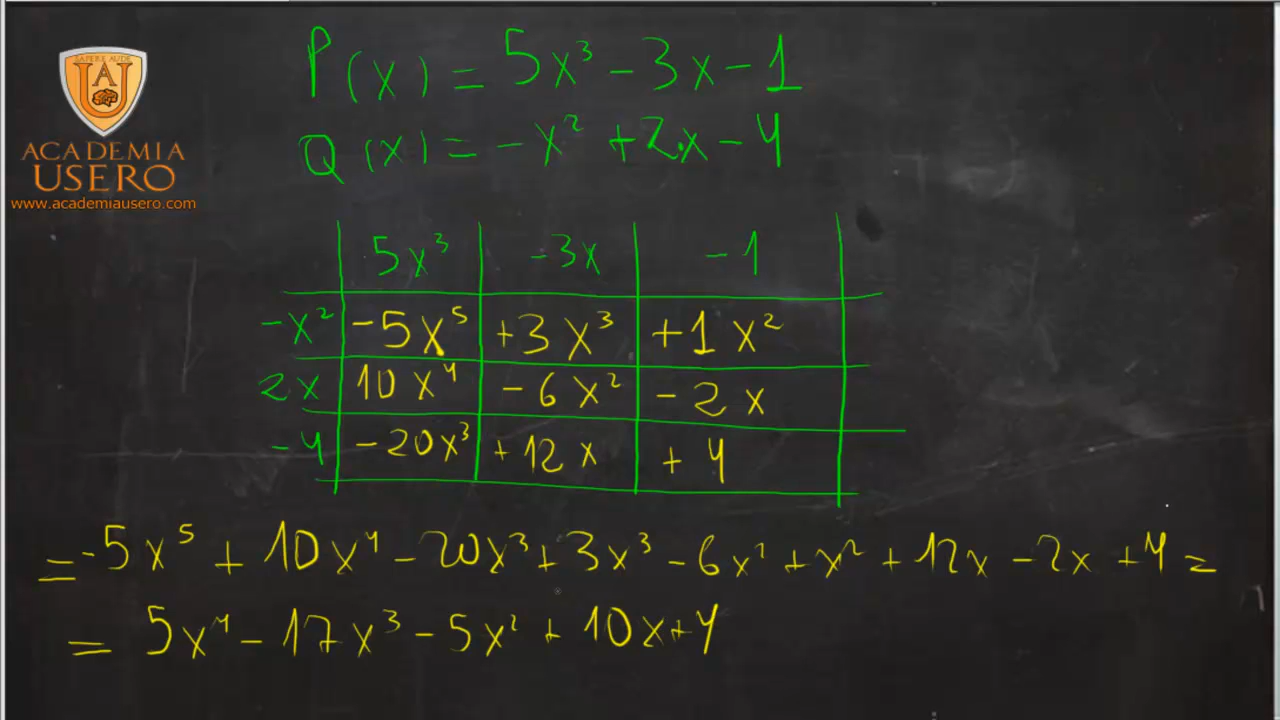 SAPERE AUDE
UA
ACADEMIA
USERO
www.academiausero.com
P(x) = 5x³ - 3x - 1
Q(x) = -x² + 2·x - 4
5x³ -3x -1
-x² -5x⁵ +3x³ +1x²
2x 10x⁴ -6x² -2x
-4 -20x³ +12x +4
= -5x⁵ + 10x⁴ - 20x³ + 3x³ - 6x² + x² + 12x - 2x + 4 =
= 5x⁴ - 17x³ - 5x² + 10x + 4